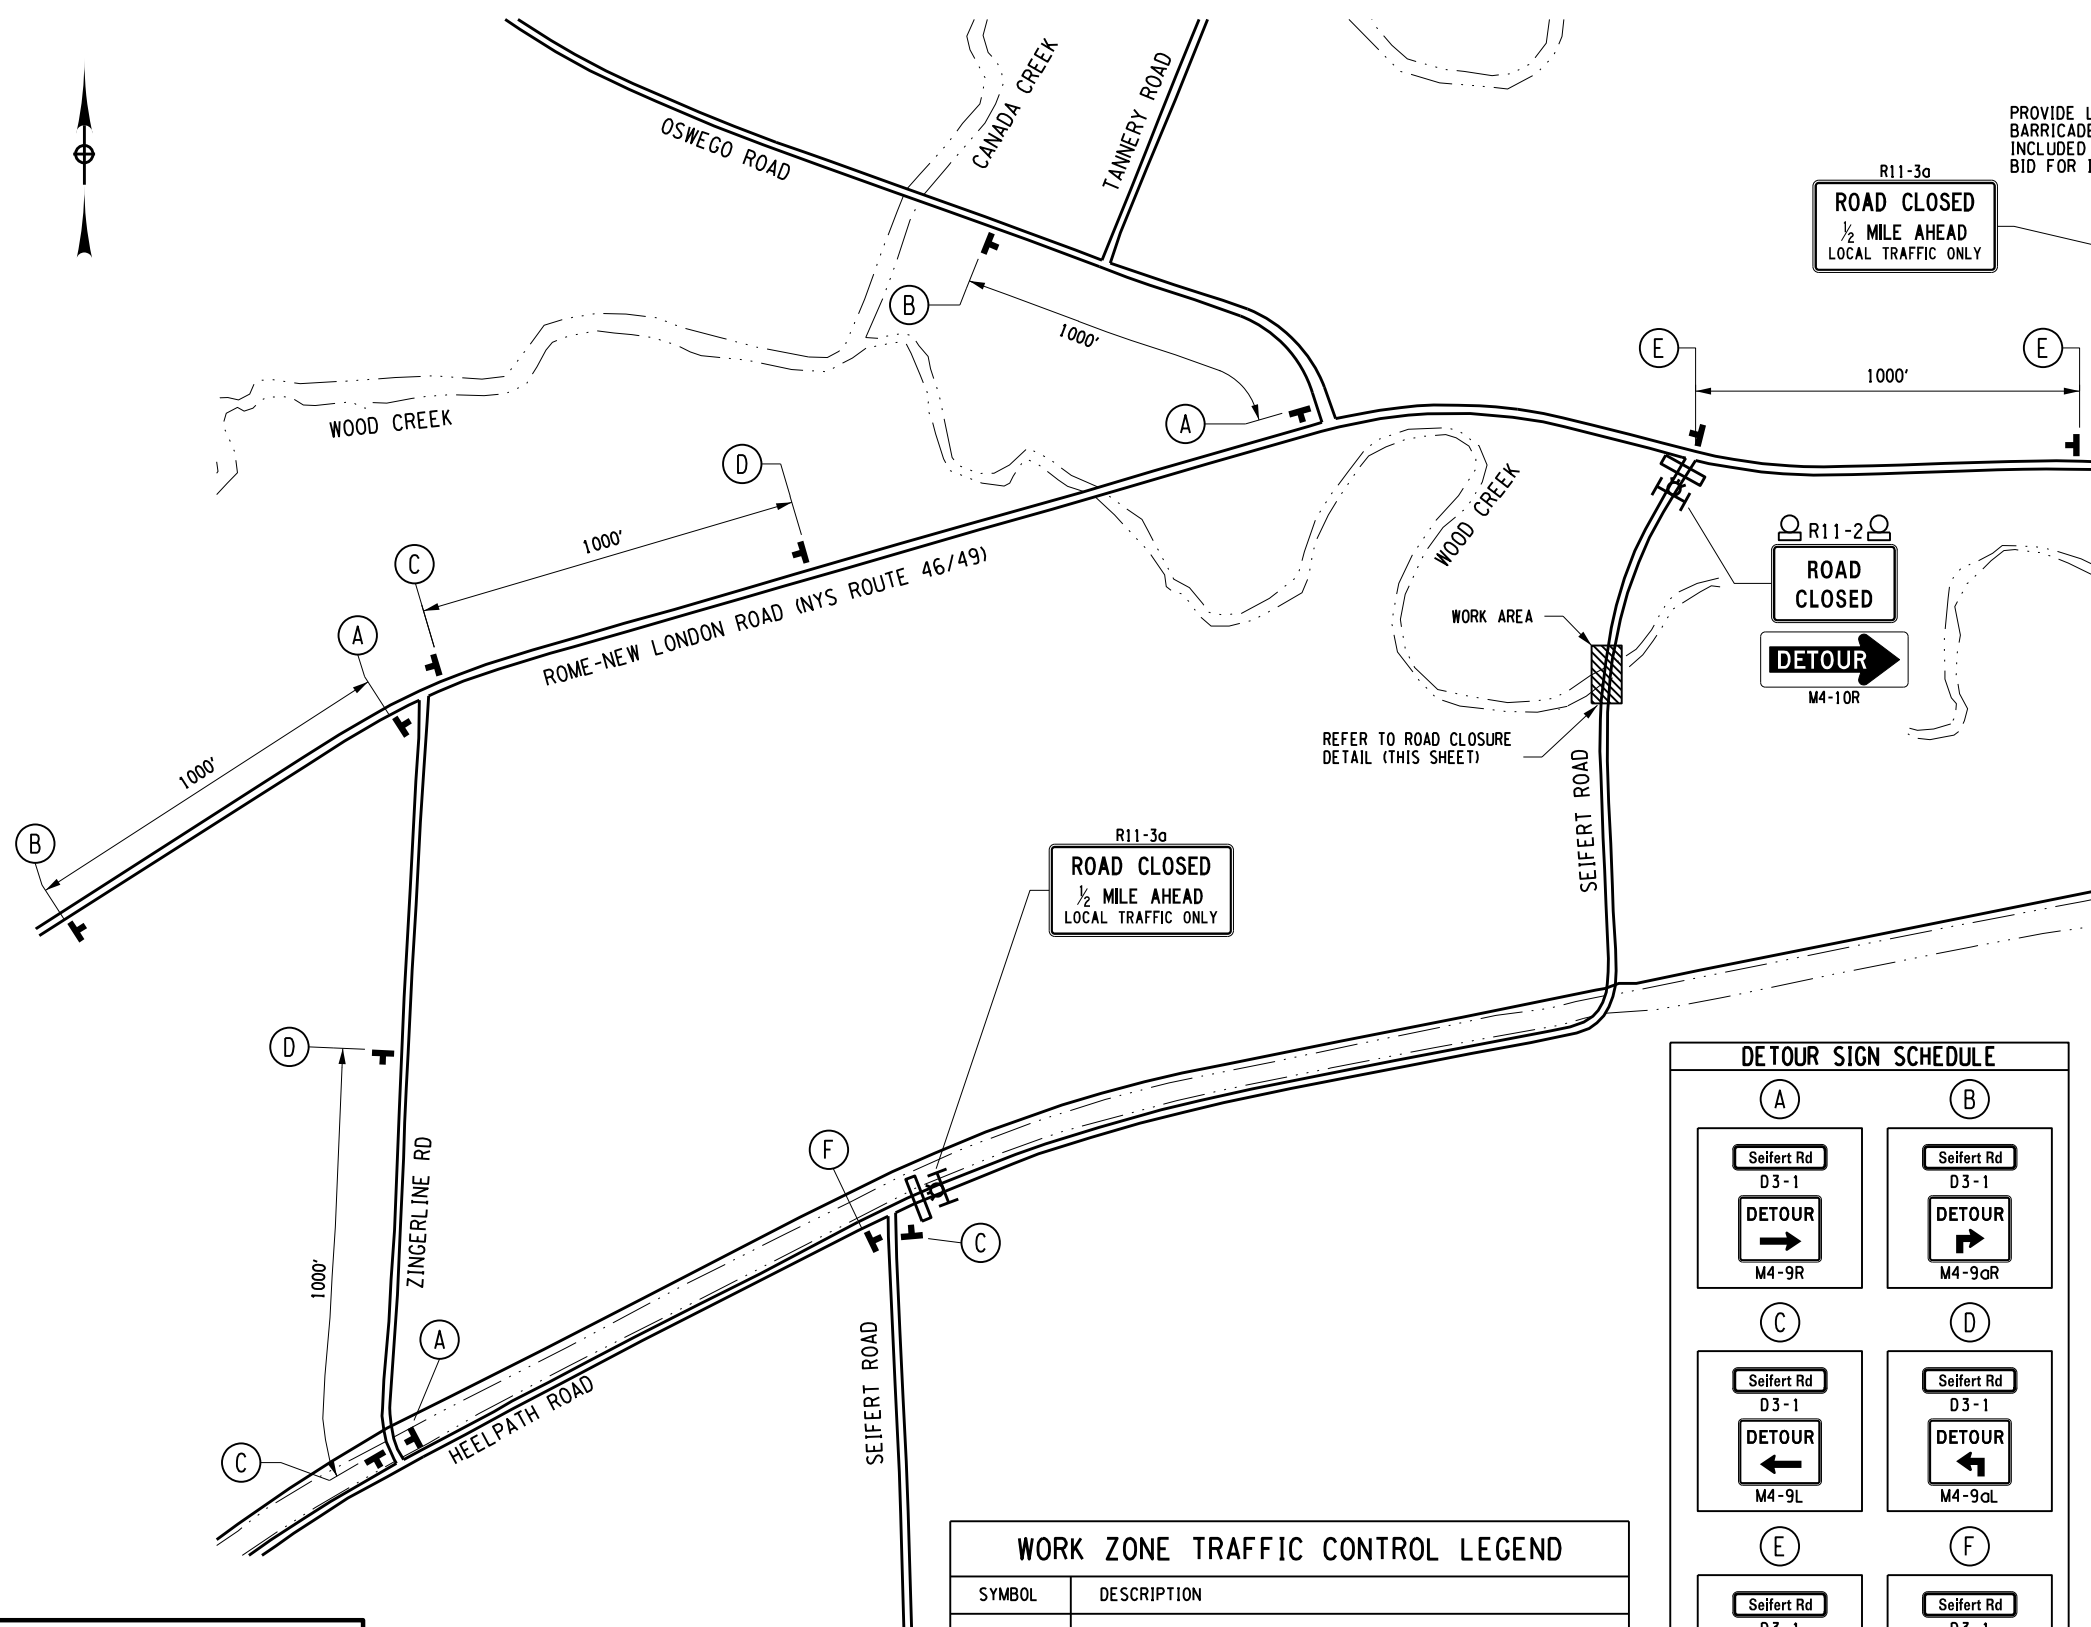 OSWEGO ROAD
CANADA CREEK
TANNERY ROAD
PROVIDE
BARRICADE
INCLUDED
BID FOR
R11-3a
ROAD CLOSED
½ MILE AHEAD
LOCAL TRAFFIC ONLY
B
1000'
A
E
E
1000'
WOOD CREEK
D
C
1000'
ROME-NEW LONDON ROAD (NYS ROUTE 46/49)
WOOD CREEK
R11-2
ROAD
CLOSED
DETOUR
M4-10R
WORK AREA
REFER TO ROAD CLOSURE
DETAIL (THIS SHEET)
A
1000'
B
SEIFERT ROAD
R11-3a
ROAD CLOSED
½ MILE AHEAD
LOCAL TRAFFIC ONLY
D
1000'
ZINGERLINE RD
F
C
A
C
HEELPATH ROAD
SEIFERT ROAD
DETOUR SIGN SCHEDULE
A
B
Seifert Rd
D3-1
DETOUR
M4-9R
Seifert Rd
D3-1
DETOUR
M4-9aR
C
D
Seifert Rd
D3-1
DETOUR
M4-9L
Seifert Rd
D3-1
DETOUR
M4-9aL
E
F
Seifert Rd
D3-1
Seifert Rd
D3-1
WORK ZONE TRAFFIC CONTROL LEGEND
SYMBOL
DESCRIPTION